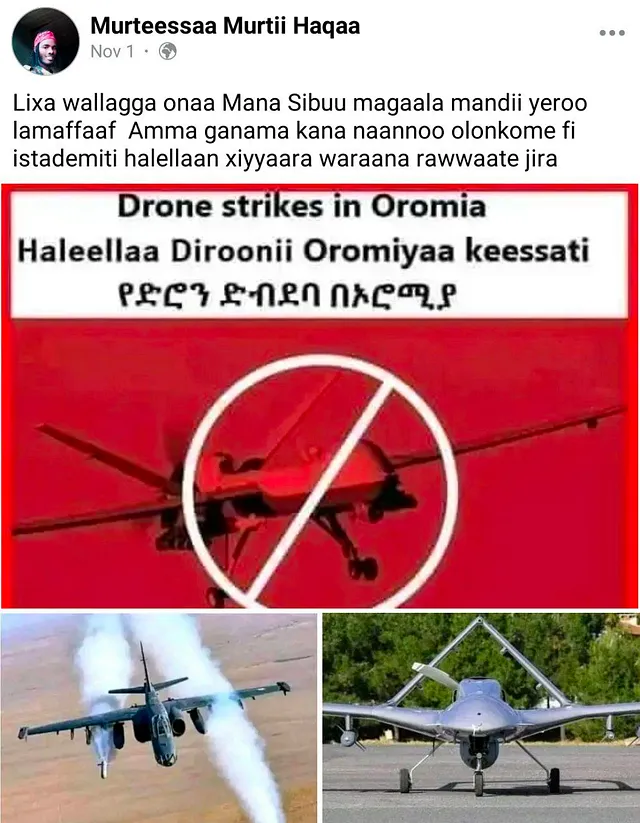 Murteessaa Murtii Haqaa
Nov 1 ·
Lixa wallagga onaa Mana Sibuu magaala mandii yeroo
lamaffaaf Amma ganama kana naannoo olonkome fi
istademiti halellaan xiyyaara waraana rawwaate jira
Drone strikes in Oromia
Haleellaa Diroonii Oromiyaa keessati
የድሮን ድብደባ በኦሮሚያ